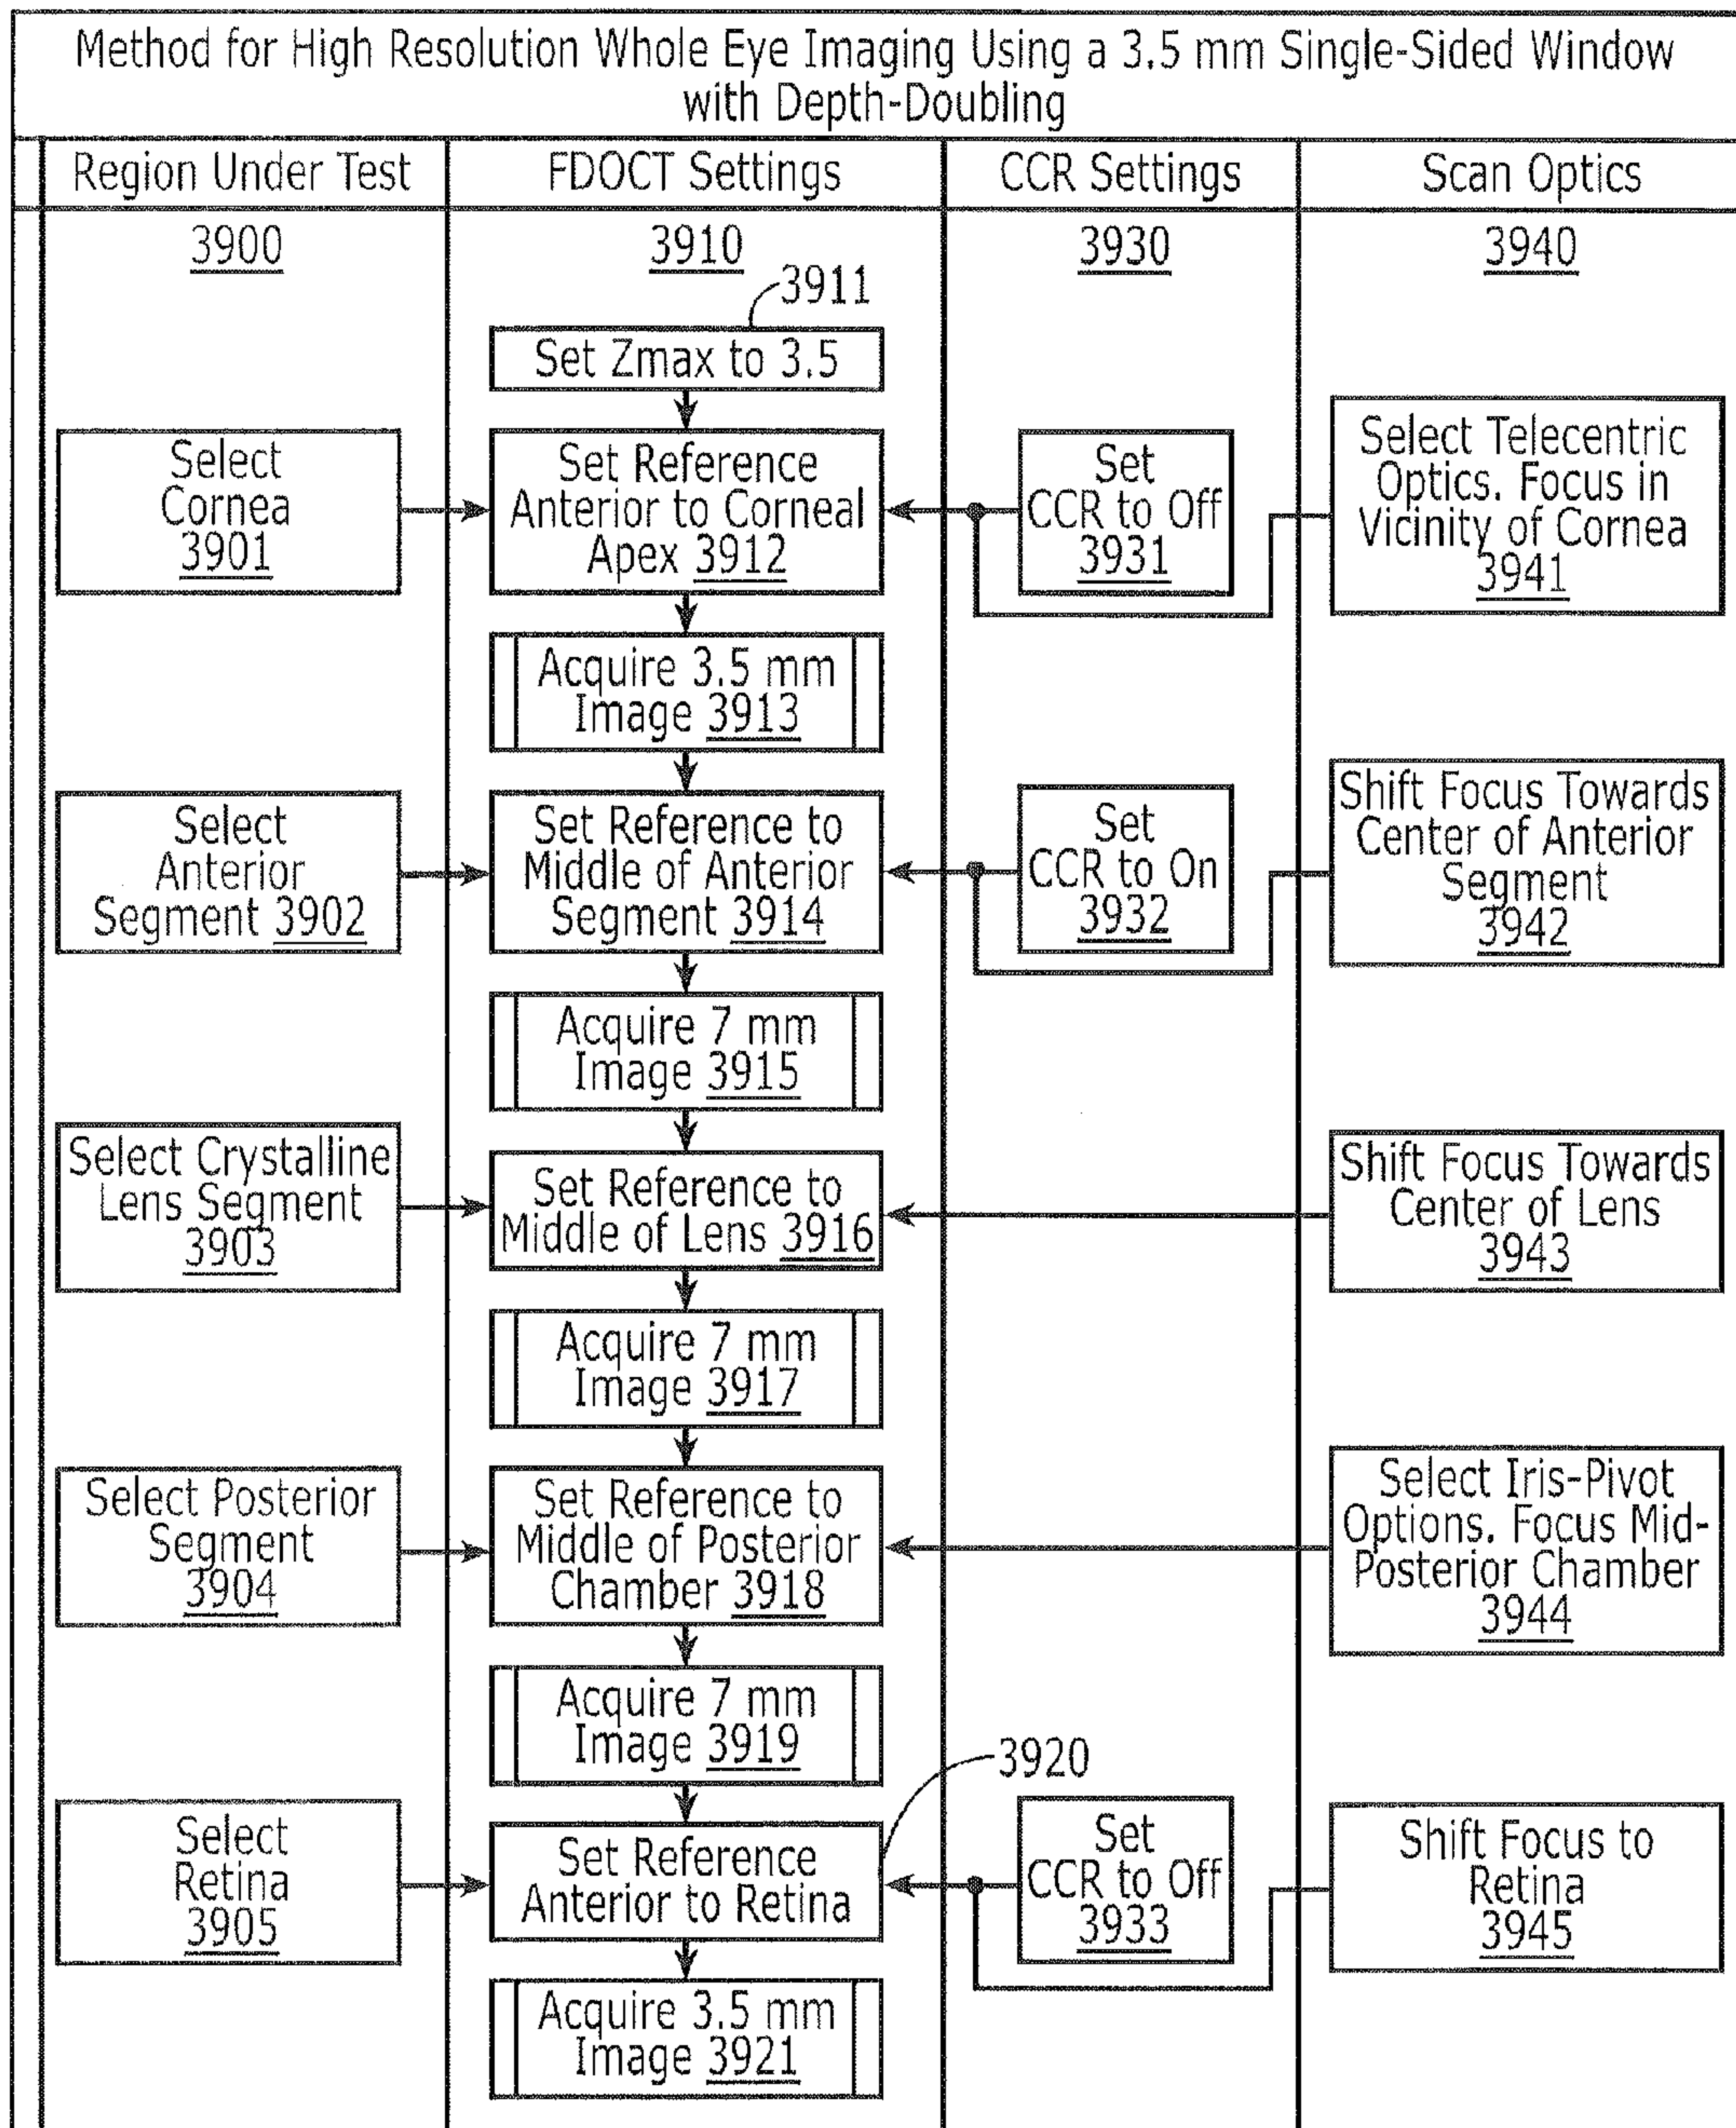 Method for High Resolution Whole Eye Imaging Using a 3.5 mm Single-Sided Window
with Depth-Doubling
Region Under Test
FDOCT Settings
CCR Settings
Scan Optics
3900
3910
3930
3940
3911
Set Zmax to 3.5
Select
Cornea
3901
Set Reference
Anterior to Corneal
Apex 3912
Set
CCR to Off
3931
Select Telecentric
Optics. Focus in
Vicinity of Cornea
3941
Acquire 3.5 mm
Image 3913
Select
Anterior
Segment 3902
Set Reference to
Middle of Anterior
Segment 3914
Set
CCR to On
3932
Shift Focus Towards
Center of Anterior
Segment
3942
Acquire 7 mm
Image 3915
Select Crystalline
Lens Segment
3903
Set Reference to
Middle of Lens 3916
Shift Focus Towards
Center of Lens
3943
Acquire 7 mm
Image 3917
Select Posterior
Segment
3904
Set Reference to
Middle of Posterior
Chamber 3918
Select Iris-Pivot
Options. Focus Mid-
Posterior Chamber
3944
Acquire 7 mm
Image 3919
3920
Select
Retina
3905
Set Reference
Anterior to Retina
Set
CCR to Off
3933
Shift Focus to
Retina
3945
Acquire 3.5 mm
Image 3921